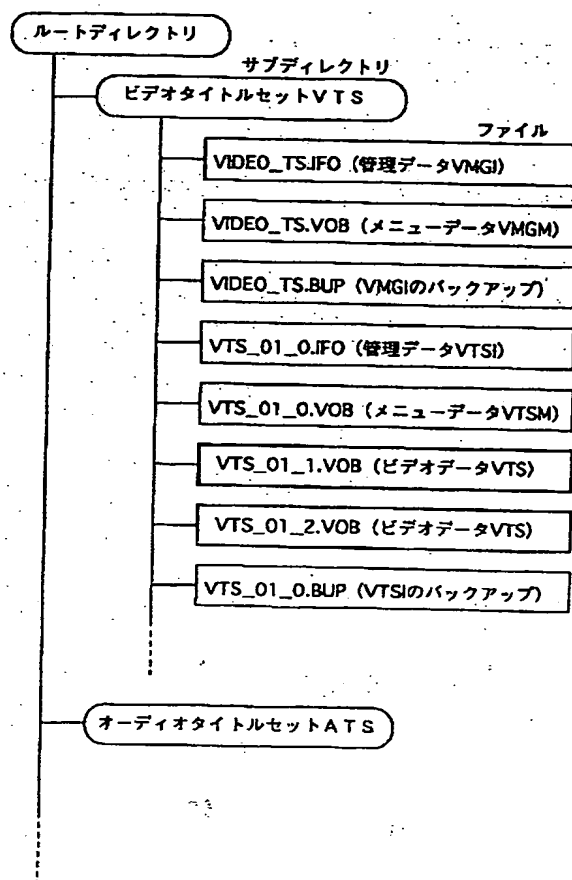 ルートディレクトリ
サブディレクトリ
ビデオタイトルセットVTS
ファイル
VIDEO_TS.IFO (管理データVMGI)
VIDEO_TS.VOB (メニューデータVMGM)
VIDEO_TS.BUP (VMGIのバックアップ)
VTS_01_0.IFO (管理データVTSI)
VTS_01_0.VOB (メニューデータVTSM)
VTS_01_1.VOB (ビデオデータVTS)
VTS_01_2.VOB (ビデオデータVTS)
VTS_01_0.BUP (VTSIのバックアップ)
オーディオタイトルセットATS